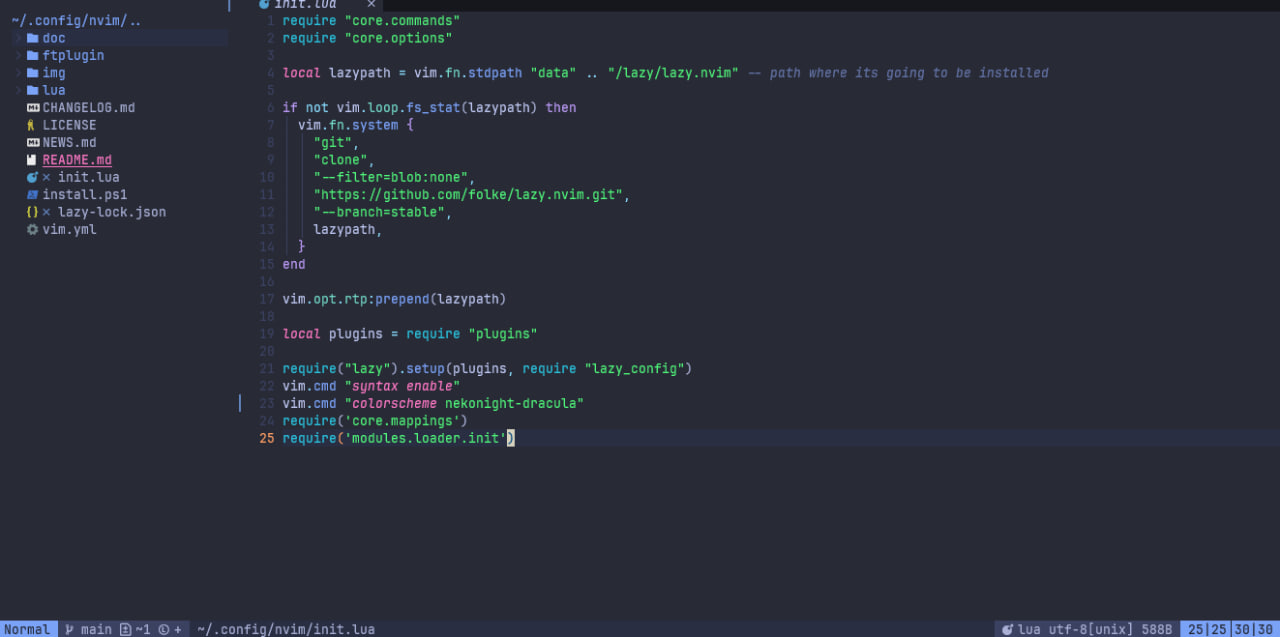 init.lua ×
~/.config/nvim/..
doc
ftplugin
img
lua
CHANGELOG.md
LICENSE
NEWS.md
README.md
× init.lua
install.ps1
{} × lazy-lock.json
vim.yml
1 require "core.commands"
2 require "core.options"
3
4 local lazypath = vim.fn.stdpath "data" .. "/lazy/lazy.nvim" -- path where its going to be installed
5
6 if not vim.loop.fs_stat(lazypath) then
7 vim.fn.system {
8 "git",
9 "clone",
10 "--filter=blob:none",
11 "https://github.com/folke/lazy.nvim.git",
12 "--branch=stable",
13 lazypath,
14 }
15 end
16
17 vim.opt.rtp:prepend(lazypath)
18
19 local plugins = require "plugins"
20
21 require("lazy").setup(plugins, require "lazy_config")
22 vim.cmd "syntax enable"
23 vim.cmd "colorscheme nekonight-dracula"
24 require('core.mappings')
25 require('modules.loader.init')
Normal main ~1 Ⓛ + ~/.config/nvim/init.lua lua utf-8[unix] 588B 25|25 30|30